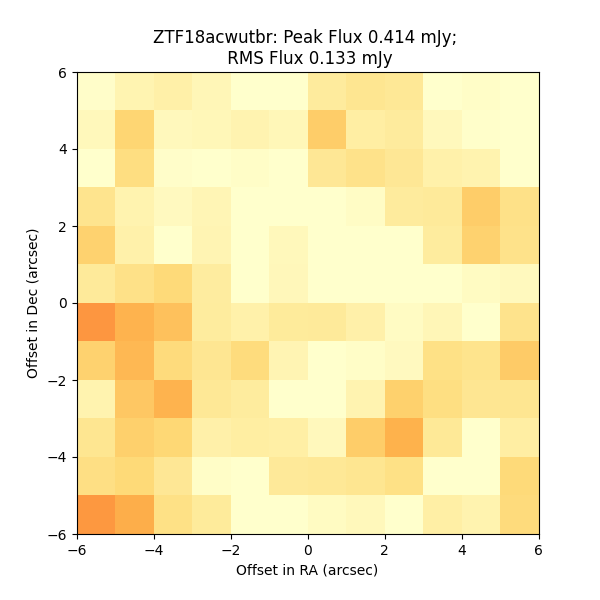 ZTF18acwutbr: Peak Flux 0.414 mJy;
RMS Flux 0.133 mJy
6
4
2
0
−2
−4
−6
Offset in Dec (arcsec)
−6 −4 −2 0 2 4 6
Offset in RA (arcsec)